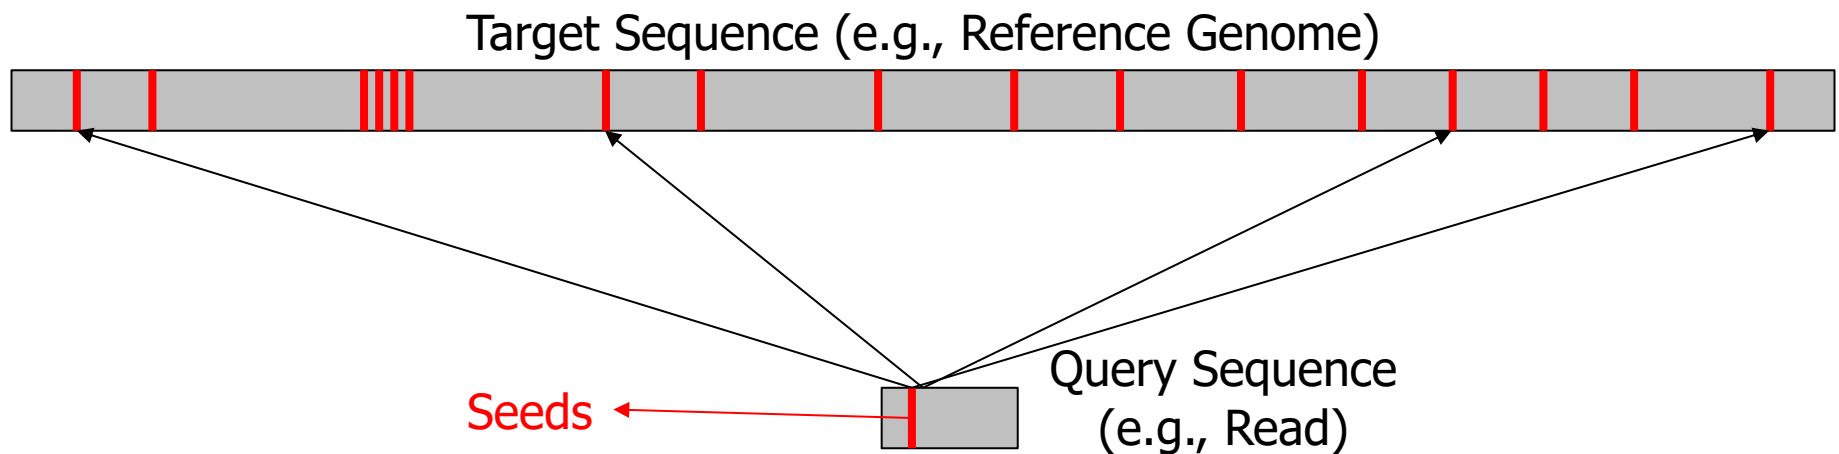 Target Sequence (e.g., Reference Genome)
Query Sequence
(e.g., Read)
Seeds